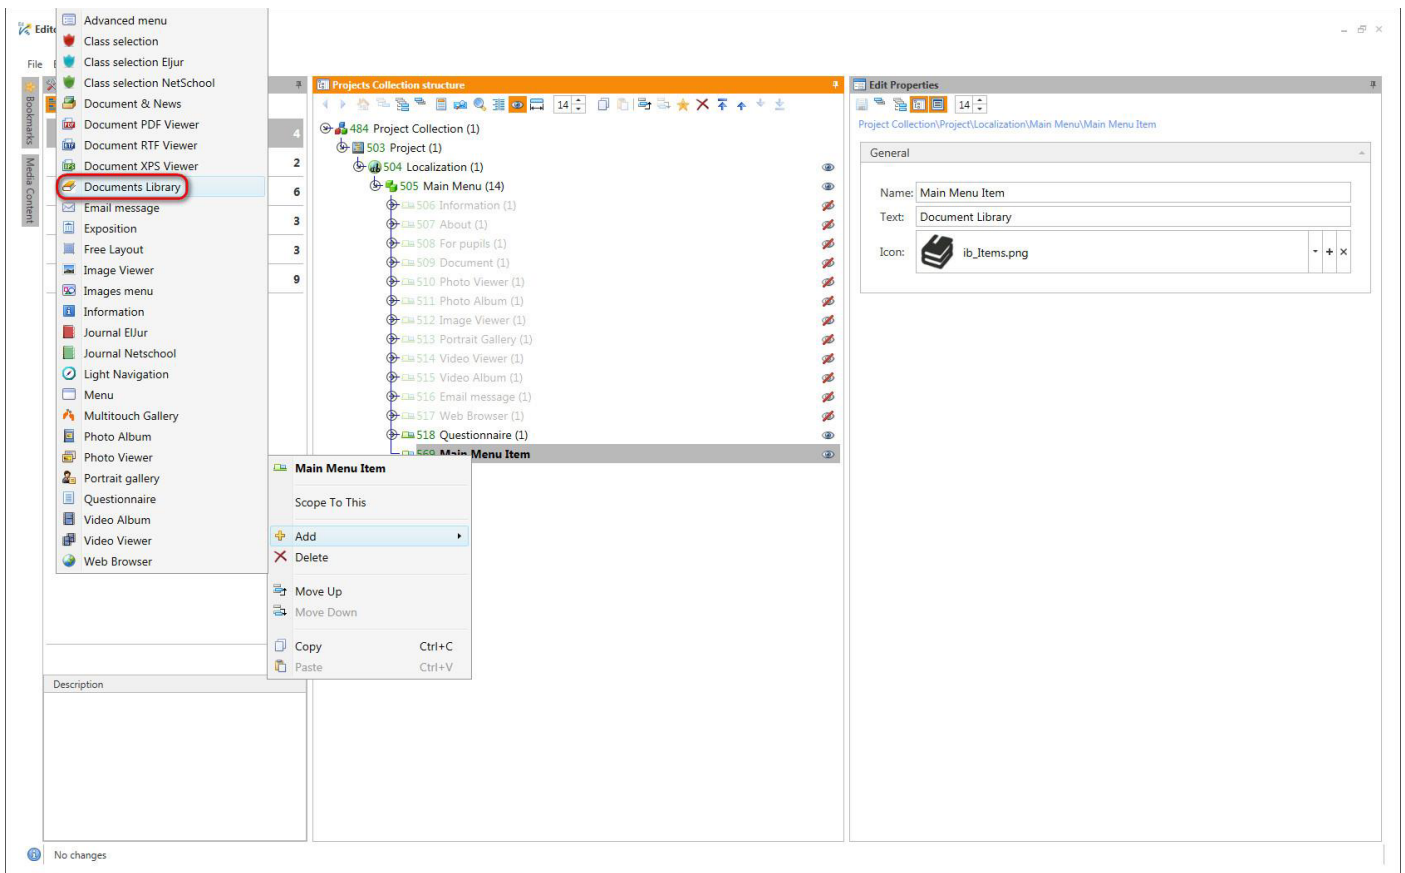 Advanced menu
Class selection
Class selection Eljur
Class selection NetSchool
Document & News
Document PDF Viewer
Document RTF Viewer
Document XPS Viewer
Documents Library
Email message
Exposition
Free Layout
Image Viewer
Images menu
Information
Journal ElJur
Journal Netschool
Light Navigation
Menu
Multitouch Gallery
Photo Album
Photo Viewer
Portrait gallery
Questionnaire
Video Album
Video Viewer
Web Browser
File
Bookmarks
Media Content
4
2
6
3
3
9
Description
No changes
Main Menu Item
Scope To This
Add
Delete
Move Up
Move Down
Copy Ctrl+C
Paste Ctrl+V
Projects Collection structure
14
484 Project Collection (1)
503 Project (1)
504 Localization (1)
505 Main Menu (14)
506 Information (1)
507 About (1)
508 For pupils (1)
509 Document (1)
510 Photo Viewer (1)
511 Photo Album (1)
512 Image Viewer (1)
513 Portrait Gallery (1)
514 Video Viewer (1)
515 Video Album (1)
516 Email message (1)
517 Web Browser (1)
518 Questionnaire (1)
569 Main Menu Item
Edit Properties
14
Project Collection\Project\Localization\Main Menu\Main Menu Item
General
Name: Main Menu Item
Text: Document Library
Icon: ib_Items.png